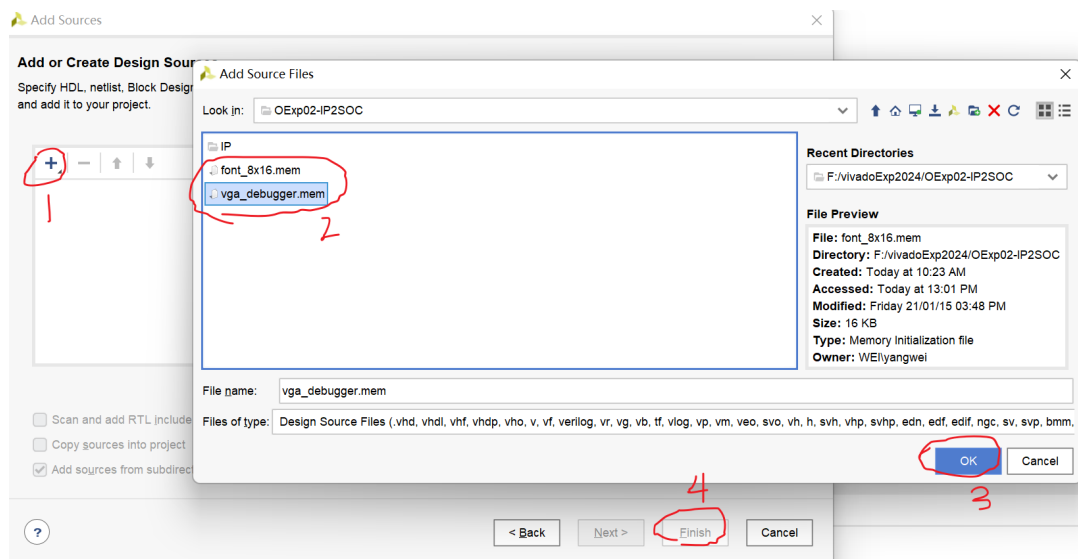 Add Sources
Add or Create Design Sour
Specify HDL, netlist, Block Desigr
and add it to your project.
1
Scan and add RTL include
Copy sources into project
Add sources from subdirect
?
< Back
Next >
Finish
Cancel
4
Add Source Files
Look in:
OExp02-IP2SOC
IP
font_8x16.mem
vga_debugger.mem
2
Recent Directories
F:/vivadoExp2024/OExp02-IP2SOC
File Preview
File: font_8x16.mem
Directory: F:/vivadoExp2024/OExp02-IP2SOC
Created: Today at 10:23 AM
Accessed: Today at 13:01 PM
Modified: Friday 21/01/15 03:48 PM
Size: 16 KB
Type: Memory Initialization file
Owner: WEI\yangwei
File name: vga_debugger.mem
Files of type: Design Source Files (.vhd, vhdl, vhf, vhdp, vho, v, vf, verilog, vr, vg, vb, tf, vlog, vp, vm, veo, svo, vh, h, svh, vhp, svhp, edn, edf, edif, ngc, sv, svp, bmm,
OK
Cancel
3